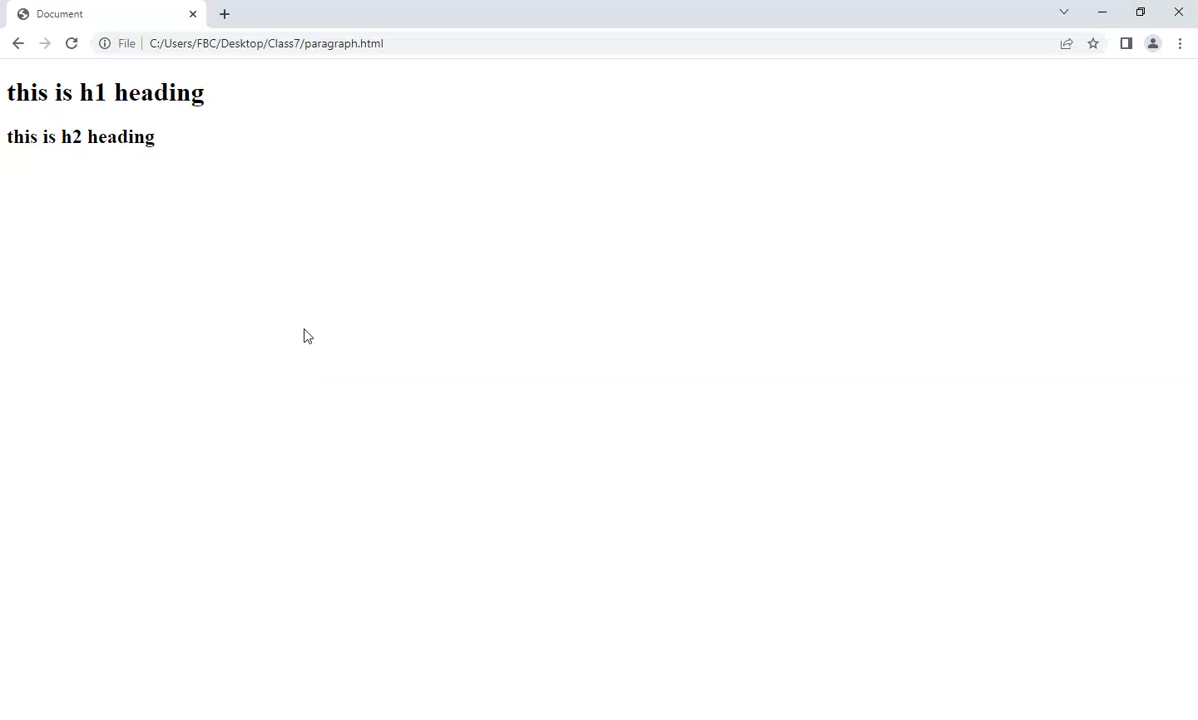 Document
File
C:/Users/FBC/Desktop/Class7/paragraph.html
this is h1 heading
this is h2 heading